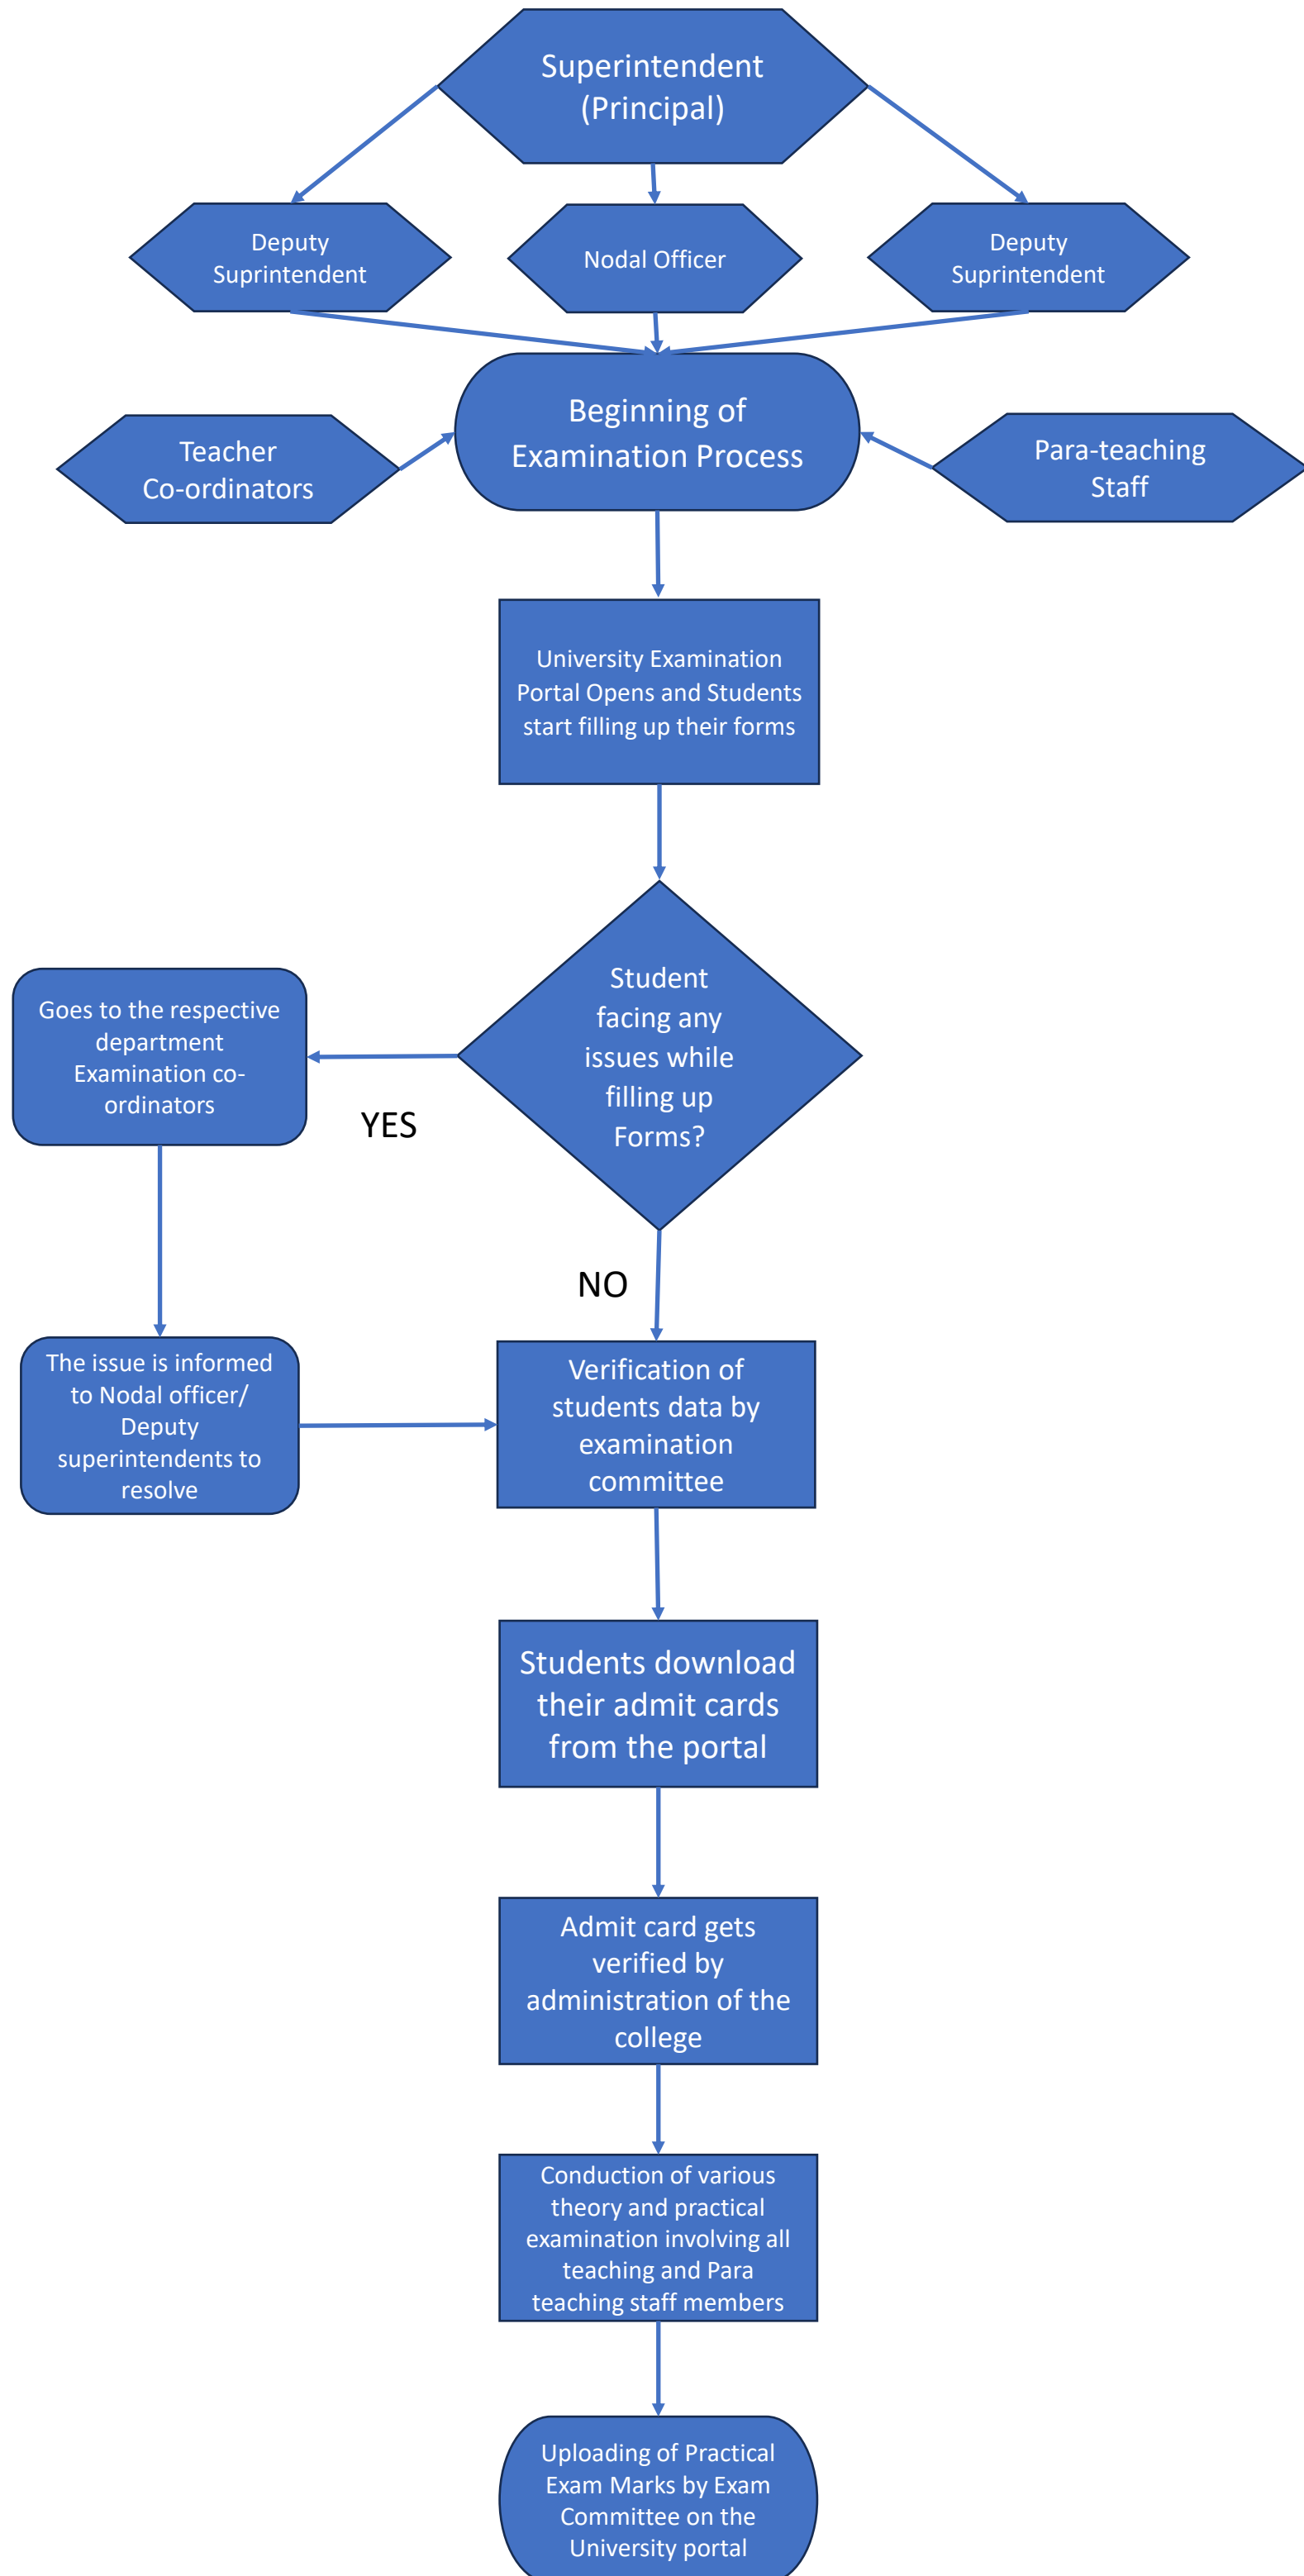 Superintendent
(Principal)
Deputy
Suprintendent
Nodal Officer
Deputy
Suprintendent
Beginning of
Examination Process
Teacher
Co-ordinators
Para-teaching
Staff
University Examination
Portal Opens and Students
start filling up their forms
Student
facing any
issues while
filling up
Forms?
Goes to the respective
department
Examination co-
ordinators
YES
NO
The issue is informed
to Nodal officer/
Deputy
superintendents to
resolve
Verification of
students data by
examination
committee
Students download
their admit cards
from the portal
Admit card gets
verified by
administration of the
college
Conduction of various
theory and practical
examination involving all
teaching and Para
teaching staff members
Uploading of Practical
Exam Marks by Exam
Committee on the
University portal